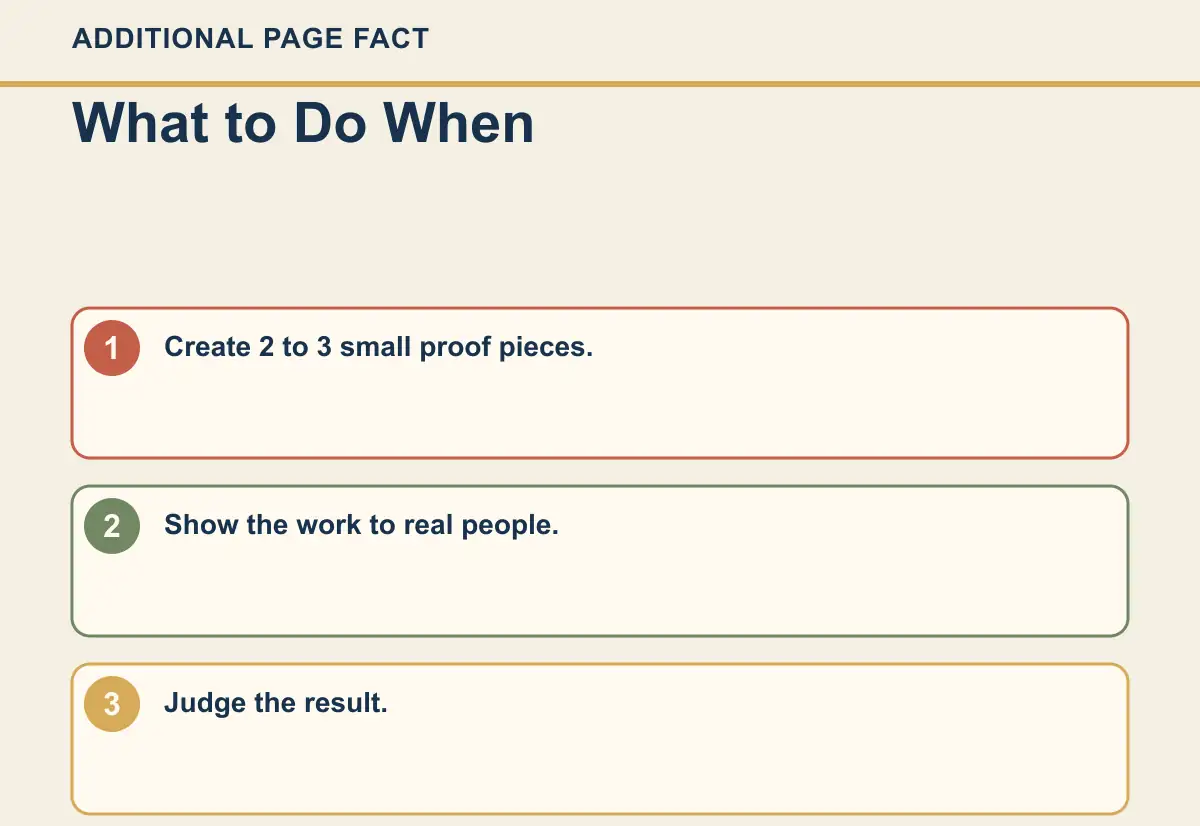 ADDITIONAL PAGE FACT
What to Do When
1 Create 2 to 3 small proof pieces.
2 Show the work to real people.
3 Judge the result.